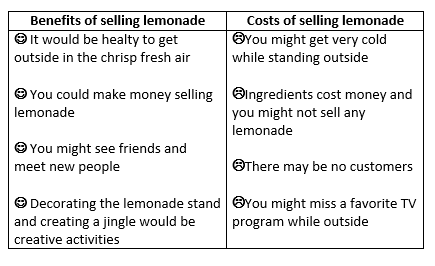 Benefits of selling lemonade
☺ It would be healty to get
outside in the chrisp fresh air
☺ You could make money selling
lemonade
☺ You might see friends and
meet new people
☺ Decorating the lemonade stand
and creating a jingle would be
creative activities
Costs of selling lemonade
☹You might get very cold
while standing outside
☹Ingredients cost money and
you might not sell any
lemonade
☹There may be no customers
☹You might miss a favorite TV
program while outside